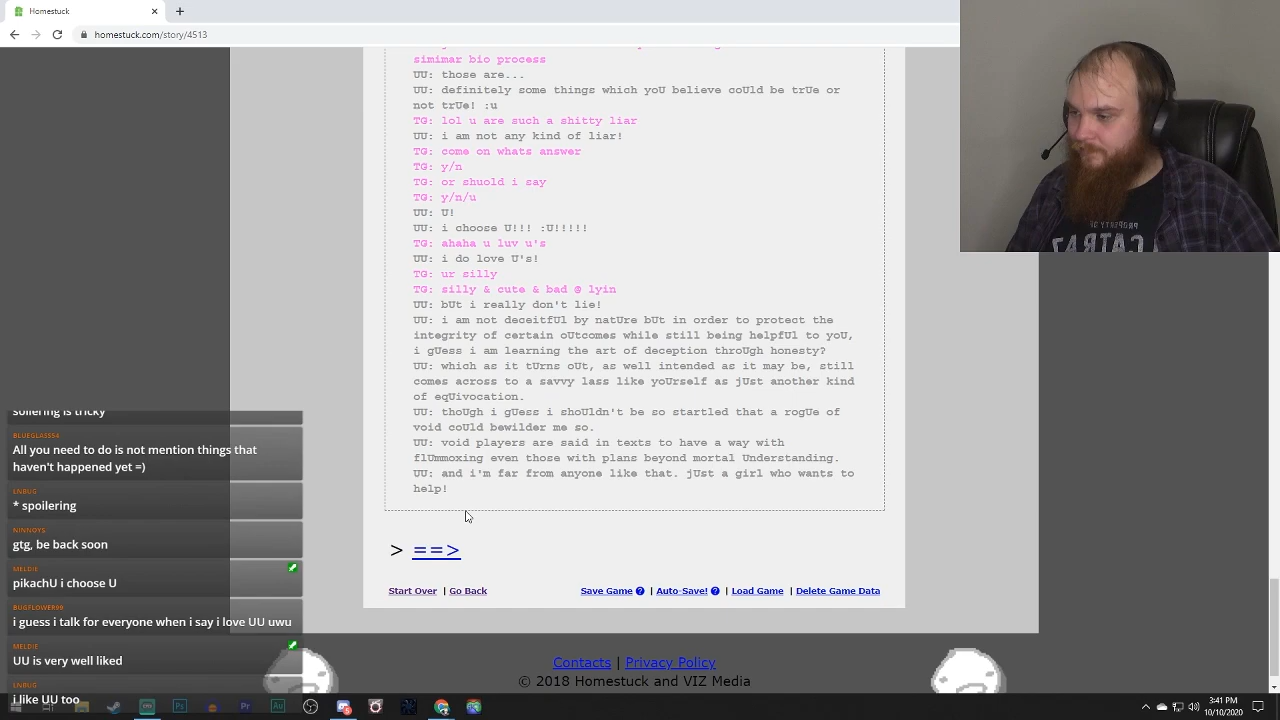 Homestuck
homestuck.com/story/4513
simimar bio process
UU: those are...
UU: definitely some things which yoU believe coUld be trUe or
not trUe! :u
TG: lol u are such a shitty liar
UU: i am not any kind of liar!
TG: come on whats answer
TG: y/n
TG: or shuold i say
TG: y/n/u
UU: U!
UU: i choose U!!! :U!!!!!
TG: ahaha u luv u's
UU: i do love U's!
TG: ur silly
TG: silly & cute & bad @ lyin
UU: bUt i really don't lie!
UU: i am not deceitfUl by natUre bUt in order to protect the
integrity of certain oUtcomes while still being helpfUl to yoU,
i gUess i am learning the art of deception throUgh honesty?
UU: which as it tUrns oUt, as well intended as it may be, still
comes across to a savvy lass like yoUrself as jUst another kind
of eqUivocation.
UU: thoUgh i gUess i shoUldn't be so startled that a rogUe of
void coUld bewilder me so.
UU: void players are said in texts to have a way with
flUmmoxing even those with plans beyond mortal Understanding.
UU: and i'm far from anyone like that. jUst a girl who wants to
help!
> ==>
Start Over | Go Back
Save Game ? | Auto-Save! ? | Load Game | Delete Game Data
Contacts | Privacy Policy
© 2018 Homestuck and VIZ Media
soilering is tricky
BLUEGLASS54
All you need to do is not mention things that
haven't happened yet =)
LNBUG
* spoilering
NINNOYS
gtg, be back soon
MELDIE
pikachU i choose U
BUGFLOWER99
i guess i talk for everyone when i say i love UU uwu
MELDIE
UU is very well liked
LNBUG
i like UU too
3:41 PM
10/10/2020